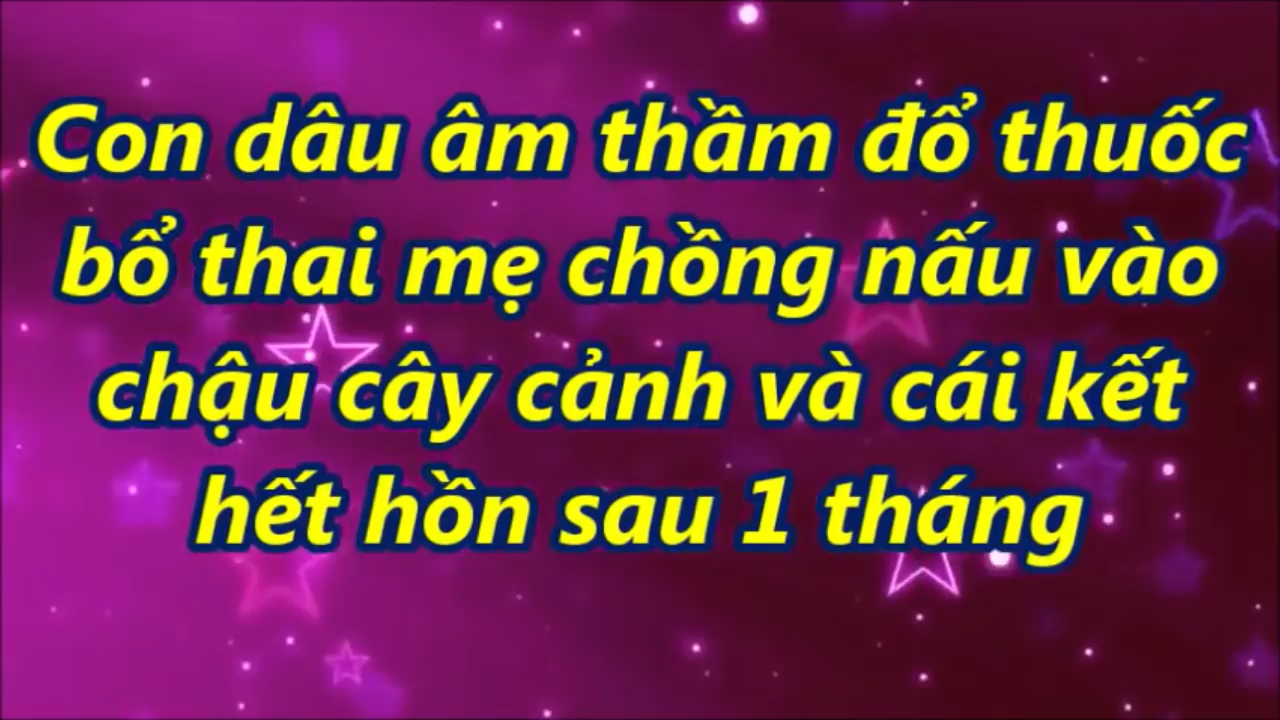 Con dâu âm thầm đổ thuốc
bổ thai mẹ chồng nấu vào
chậu cây cảnh và cái kết
hết hồn sau 1 tháng